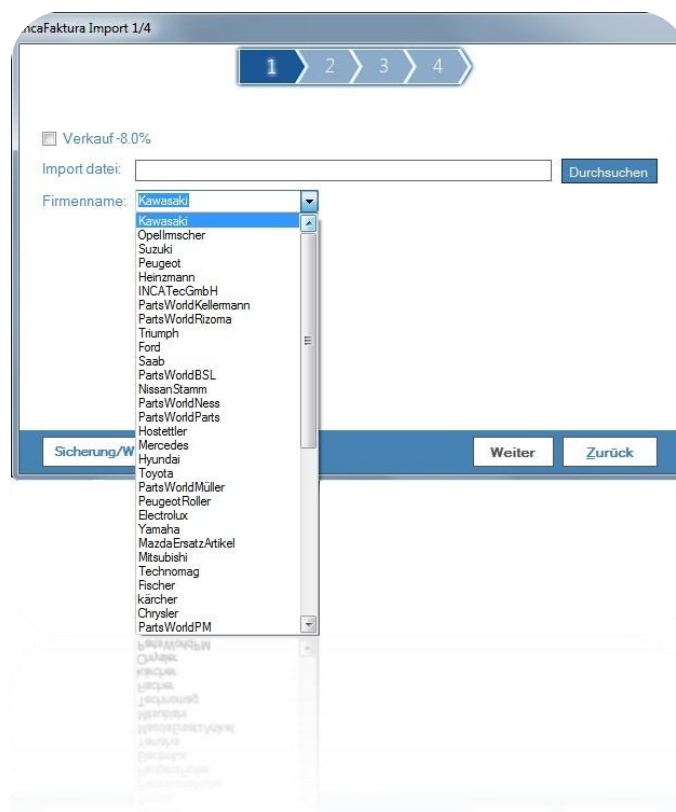 ncaFaktura Import 1/4
1 2 3 4
Verkauf-8.0%
Import datei:
Durchsuchen
Firmenname: Kawasaki
Kawasaki
OpelIrmscher
Suzuki
Peugeot
Heinzmann
INCATecGmbH
PartsWorldKellermann
PartsWorldRizoma
Triumph
Ford
Saab
PartsWorldBSL
NissanStamm
PartsWorldNess
PartsWorldParts
Hostettler
Mercedes
Hyundai
Toyota
PartsWorldMüller
PeugeotRoller
Electrolux
Yamaha
MazdaErsatzArtikel
Mitsubishi
Technomag
Fischer
kärcher
Chrysler
PartsWorldPM
Sicherung/W
Weiter
Zurück